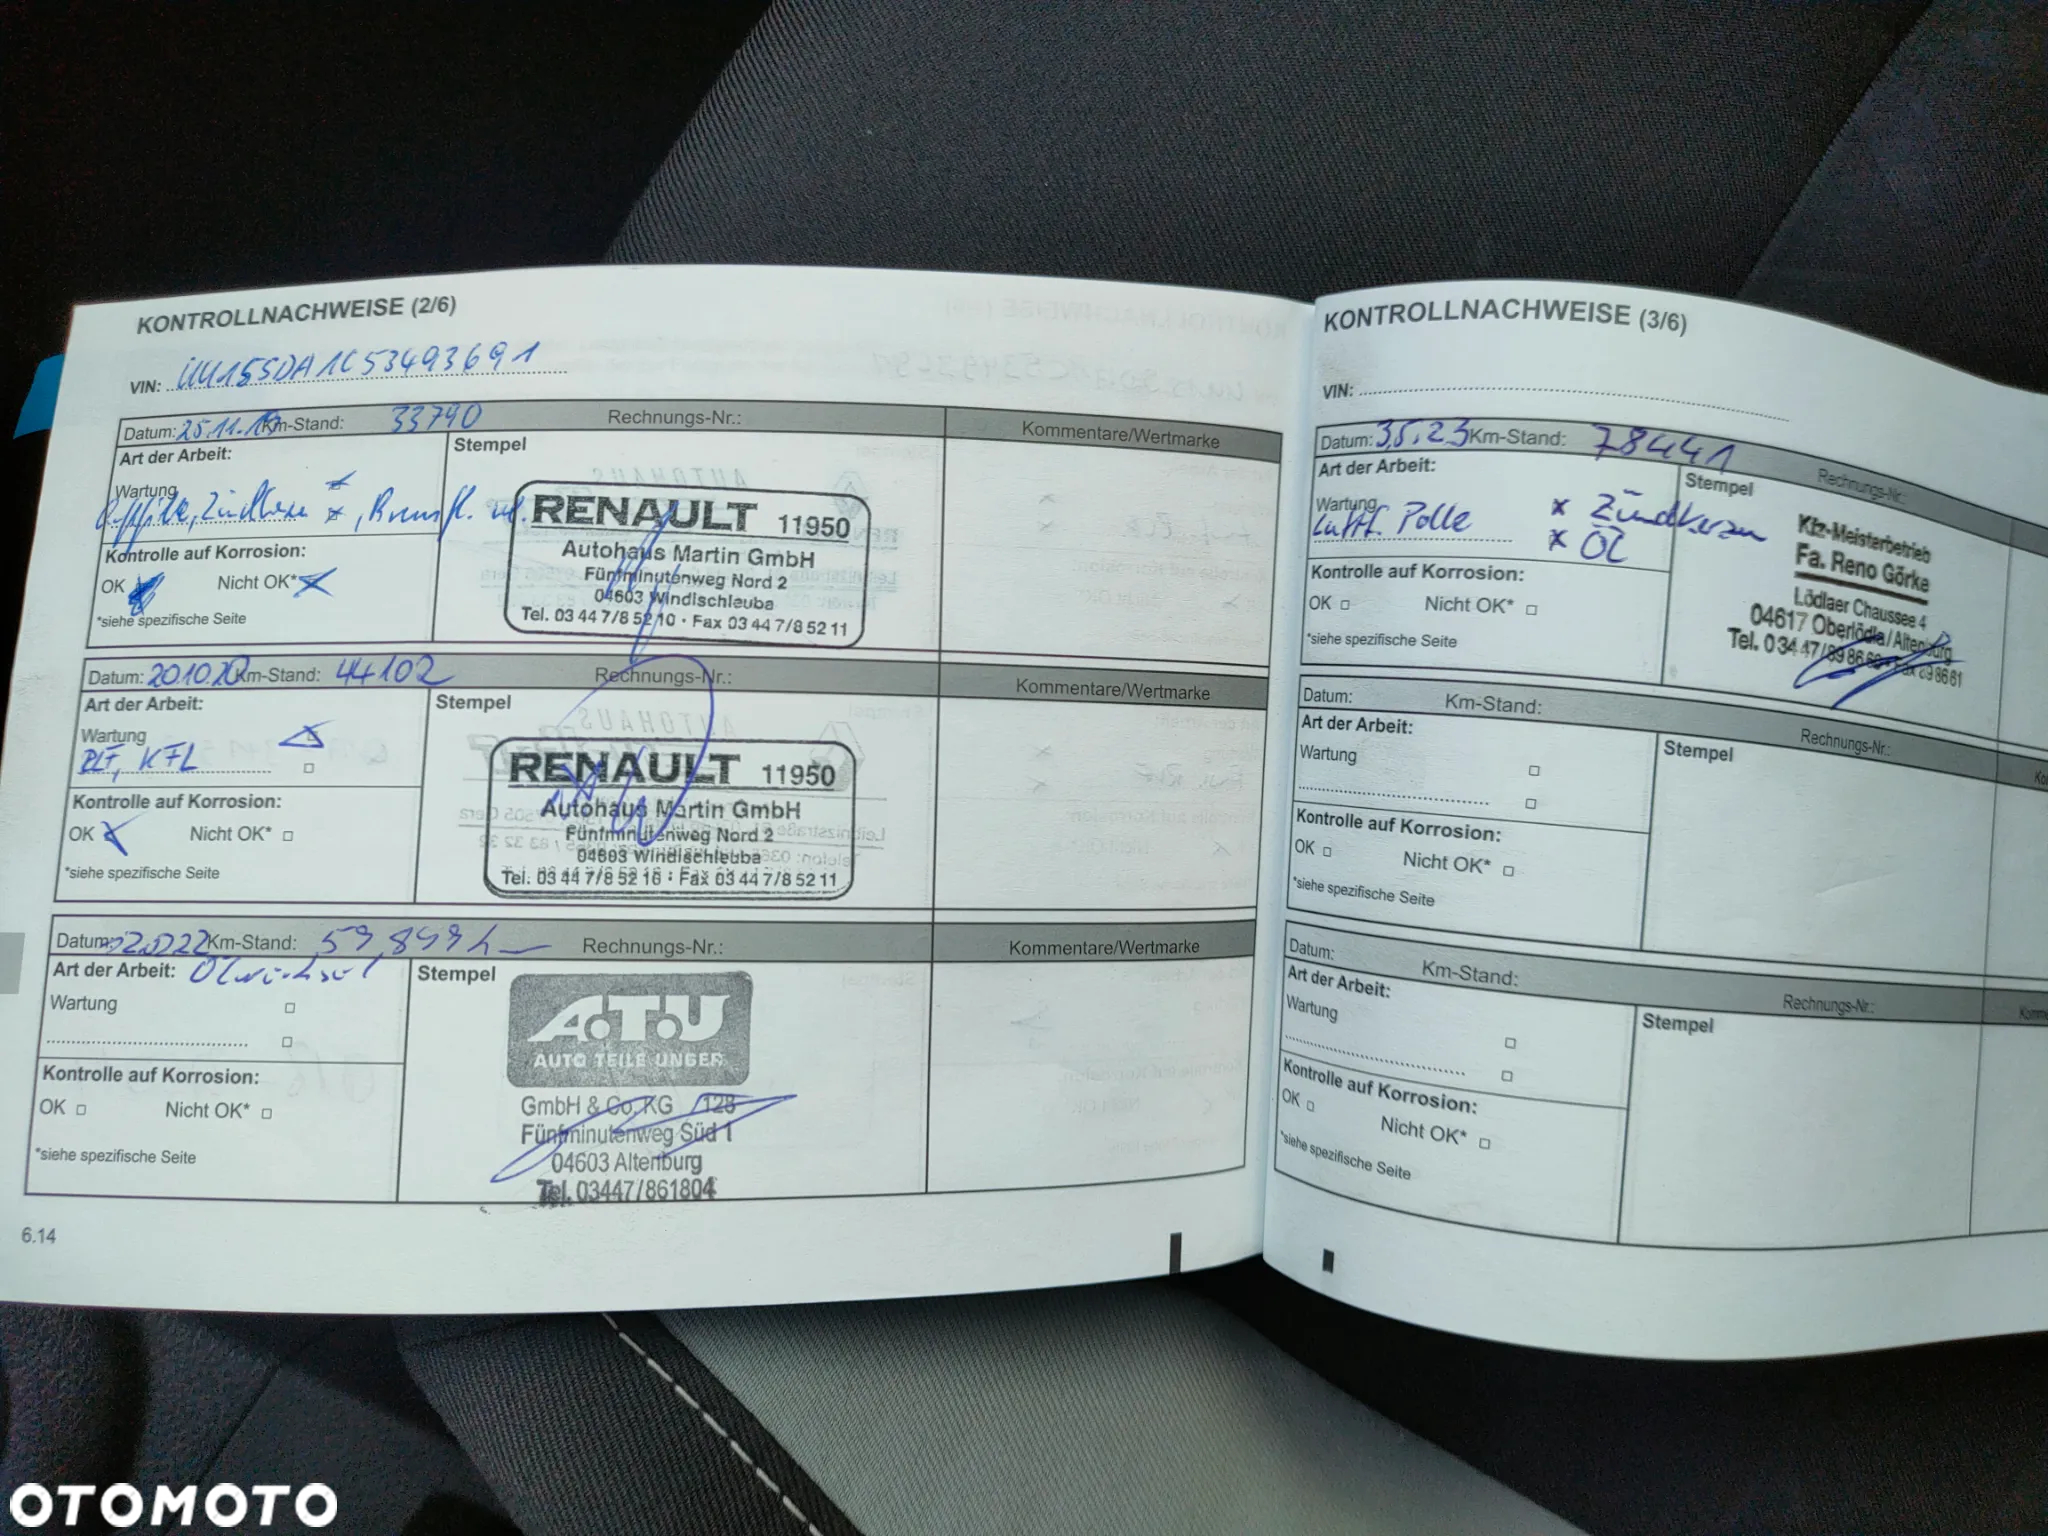 KONTROLLNACHWEISE (2/6)
VIN: UU15SDA1C53493691
Datum: 25.11.19 Km-Stand: 33790 Rechnungs-Nr.: Kommentare/Wertmarke
Art der Arbeit:
Stempel
Wartung
RENAULT 11950
Autohaus Martin GmbH
Fünfminutenweg Nord 2
04603 Windischleuba
Tel. 03 44 7/8 52 10 · Fax 03 44 7/8 52 11
Kontrolle auf Korrosion:
OK Nicht OK*
*siehe spezifische Seite
Datum: 20.10.20 Km-Stand: 44102 Rechnungs-Nr.: Kommentare/Wertmarke
Art der Arbeit:
Stempel
Wartung
RENAULT 11950
Autohaus Martin GmbH
Fünfminutenweg Nord 2
04603 Windischleuba
Tel. 03 44 7/8 52 10 · Fax 03 44 7/8 52 11
Kontrolle auf Korrosion:
OK Nicht OK*
*siehe spezifische Seite
Datum: Km-Stand: Rechnungs-Nr.: Kommentare/Wertmarke
Art der Arbeit: Ölwechsel
Stempel
Wartung
A.T.U
AUTO TEILE UNGER
GmbH & Co. KG 128
Fünfminutenweg Süd 1
04603 Altenburg
Tel. 03447/861804
Kontrolle auf Korrosion:
OK Nicht OK*
*siehe spezifische Seite
6.14
KONTROLLNACHWEISE (3/6)
VIN:
Datum: 3.5.23 Km-Stand: 78441 Rechnungs-Nr.:
Art der Arbeit:
Stempel
Wartung x Zündkerzen
Luftf. Polle x ÖL
Kfz-Meisterbetrieb
Fa. Reno Görke
Lödlaer Chaussee 4
04617 Oberlödla/Altenburg
Kontrolle auf Korrosion:
OK Nicht OK*
*siehe spezifische Seite
Datum: Km-Stand: Rechnungs-Nr.:
Art der Arbeit:
Stempel
Wartung
Kontrolle auf Korrosion:
OK Nicht OK*
*siehe spezifische Seite
Datum: Km-Stand: Rechnungs-Nr.:
Art der Arbeit:
Stempel
Wartung
Kontrolle auf Korrosion:
OK Nicht OK*
*siehe spezifische Seite
OTOMOTO